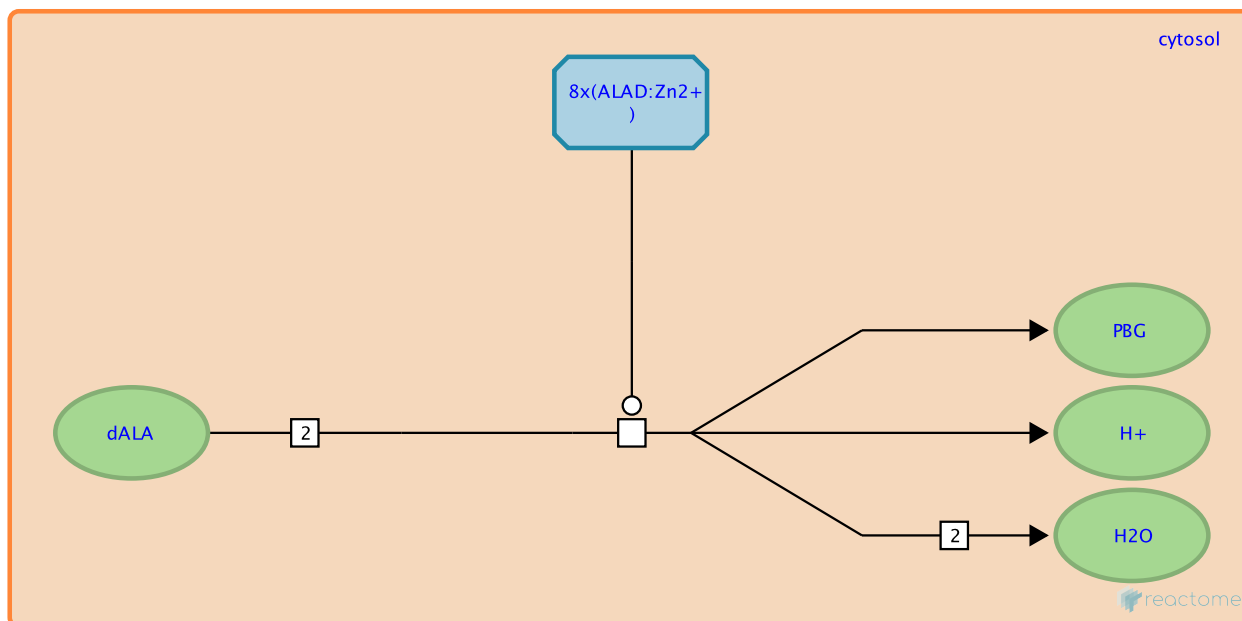 cytosol
8x(ALAD:Zn2+
)
PBG
dALA
2
H+
2
H2O
reactome